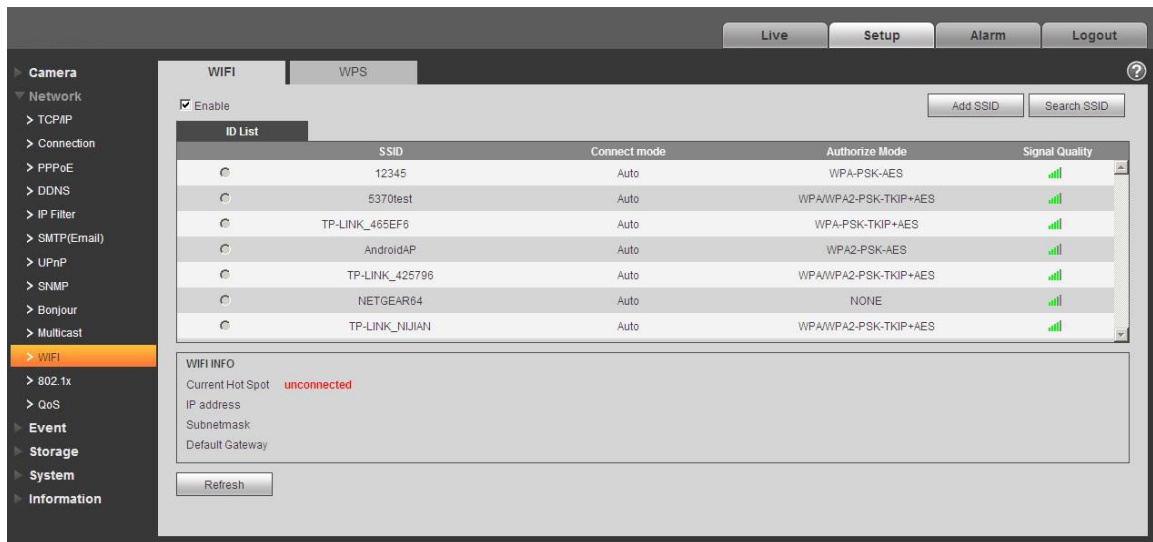 Live Setup Alarm Logout
Camera
Network
> TCP/IP
> Connection
> PPPoE
> DDNS
> IP Filter
> SMTP(Email)
> UPnP
> SNMP
> Bonjour
> Multicast
> WIFI
> 802.1x
> QoS
Event
Storage
System
Information
WIFI WPS ?
Enable Add SSID Search SSID
ID List
SSID Connect mode Authorize Mode Signal Quality
12345 Auto WPA-PSK-AES
5370test Auto WPA/WPA2-PSK-TKIP+AES
TP-LINK_465EF6 Auto WPA-PSK-TKIP+AES
AndroidAP Auto WPA2-PSK-AES
TP-LINK_425796 Auto WPA/WPA2-PSK-TKIP+AES
NETGEAR64 Auto NONE
TP-LINK_NIJIAN Auto WPA/WPA2-PSK-TKIP+AES
WIFI INFO
Current Hot Spot unconnected
IP address
Subnetmask
Default Gateway
Refresh